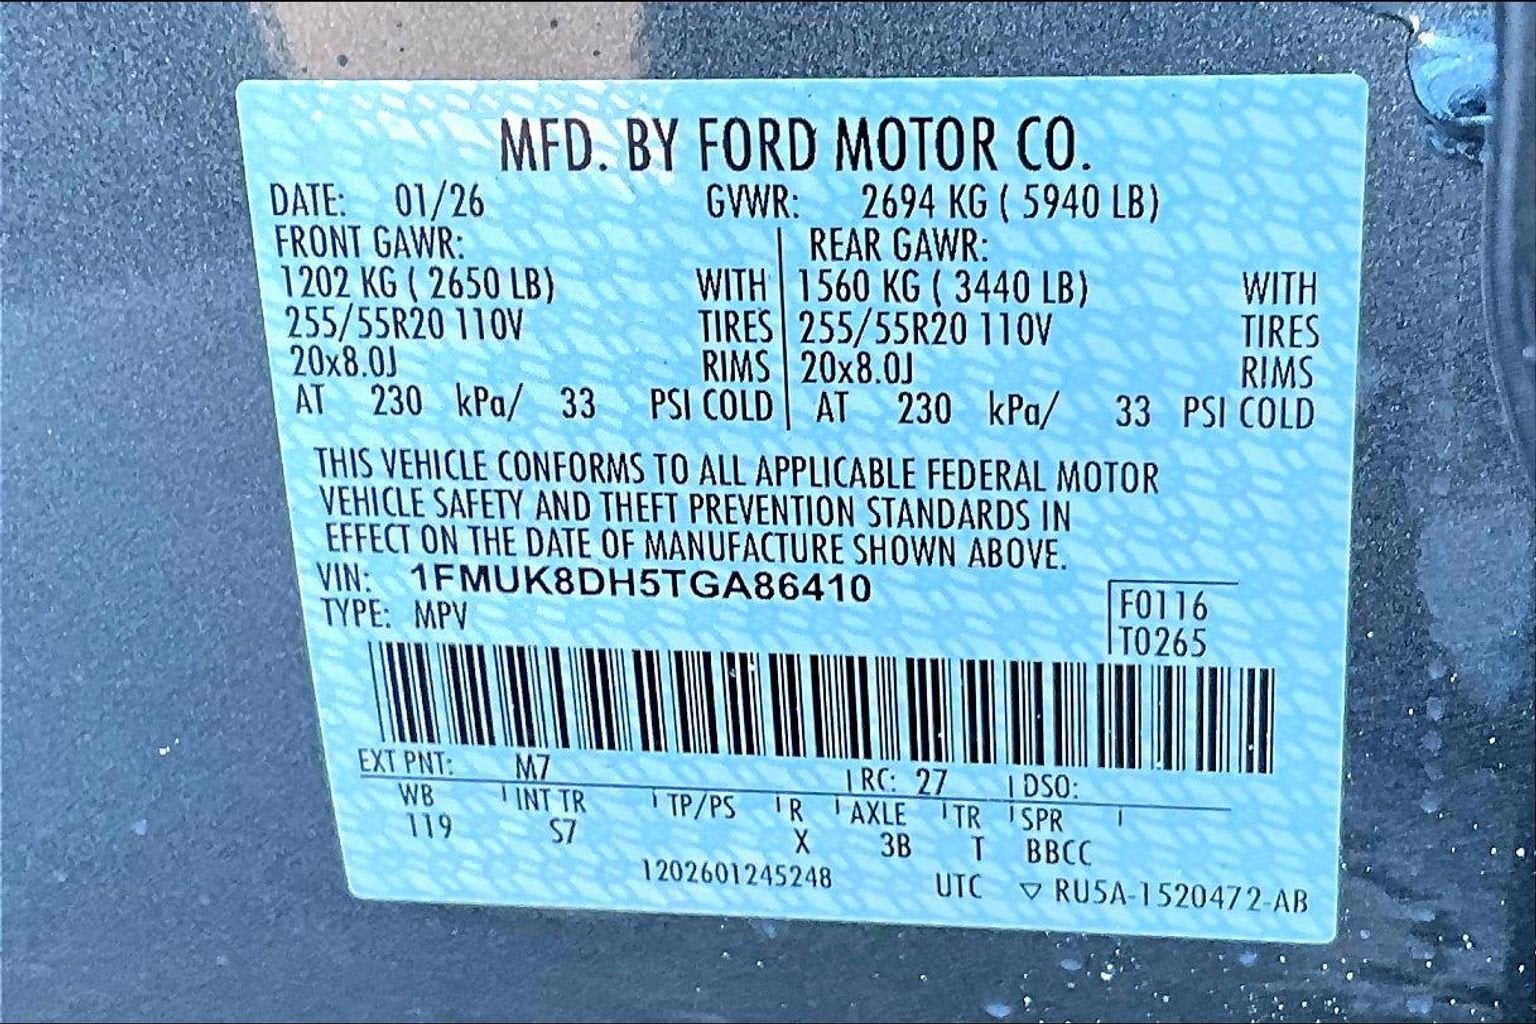 MFD. BY FORD MOTOR CO.
DATE: 01/26 GVWR: 2694 KG ( 5940 LB)
FRONT GAWR: REAR GAWR:
1202 KG ( 2650 LB) WITH 1560 KG ( 3440 LB) WITH
255/55R20 110V TIRES 255/55R20 110V TIRES
20x8.0J RIMS 20x8.0J RIMS
AT 230 kPa/ 33 PSI COLD AT 230 kPa/ 33 PSI COLD
THIS VEHICLE CONFORMS TO ALL APPLICABLE FEDERAL MOTOR
VEHICLE SAFETY AND THEFT PREVENTION STANDARDS IN
EFFECT ON THE DATE OF MANUFACTURE SHOWN ABOVE.
VIN: 1FMUK8DH5TGA86410
TYPE: MPV
F0116
T0265
EXT PNT: M7 RC: 27 DSO:
WB INT TR TP/PS R AXLE TR SPR
119 S7 X 3B T BBCC
1202601245248 UTC ▽ RU5A-1520472-AB